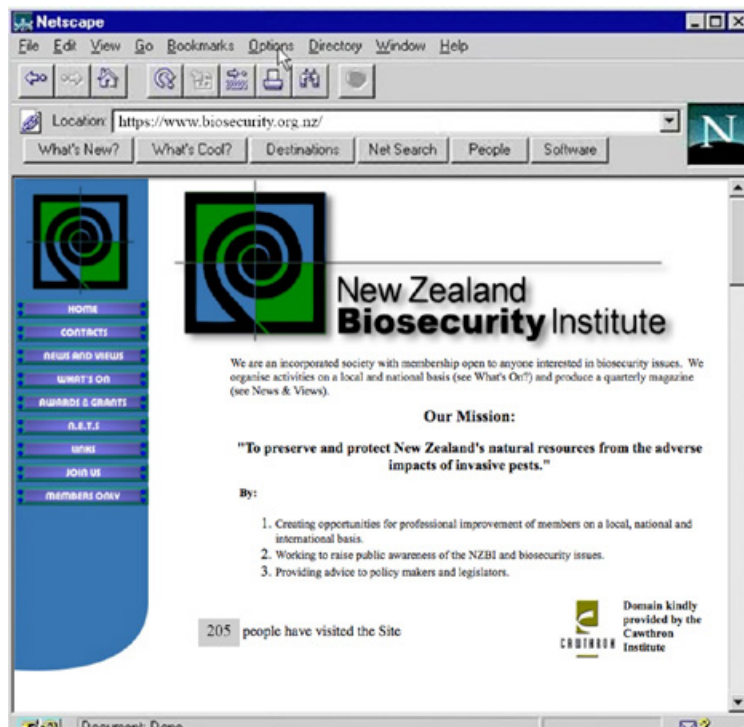 Netscape
File Edit View Go Bookmarks Options Directory Window Help
Location: https://www.biosecurity.org.nz/
N
What's New? What's Cool? Destinations Net Search People Software
HOME
CONTACTS
NEWS AND VIEWS
WHAT'S ON
AWARDS & GRANTS
N.E.T.S
LINKS
JOIN US
MEMBERS ONLY
New Zealand
Biosecurity Institute
We are an incorporated society with membership open to anyone interested in biosecurity issues. We
organise activities on a local and national basis (see What's On?) and produce a quarterly magazine
(see News & Views).
Our Mission:
"To preserve and protect New Zealand's natural resources from the adverse
impacts of invasive pests."
By:
1. Creating opportunities for professional improvement of members on a local, national and
international basis.
2. Working to raise public awareness of the NZBI and biosecurity issues.
3. Providing advice to policy makers and legislators.
205 people have visited the Site
CAWTHRON
Domain kindly
provided by the
Cawthron
Institute
Document: Done